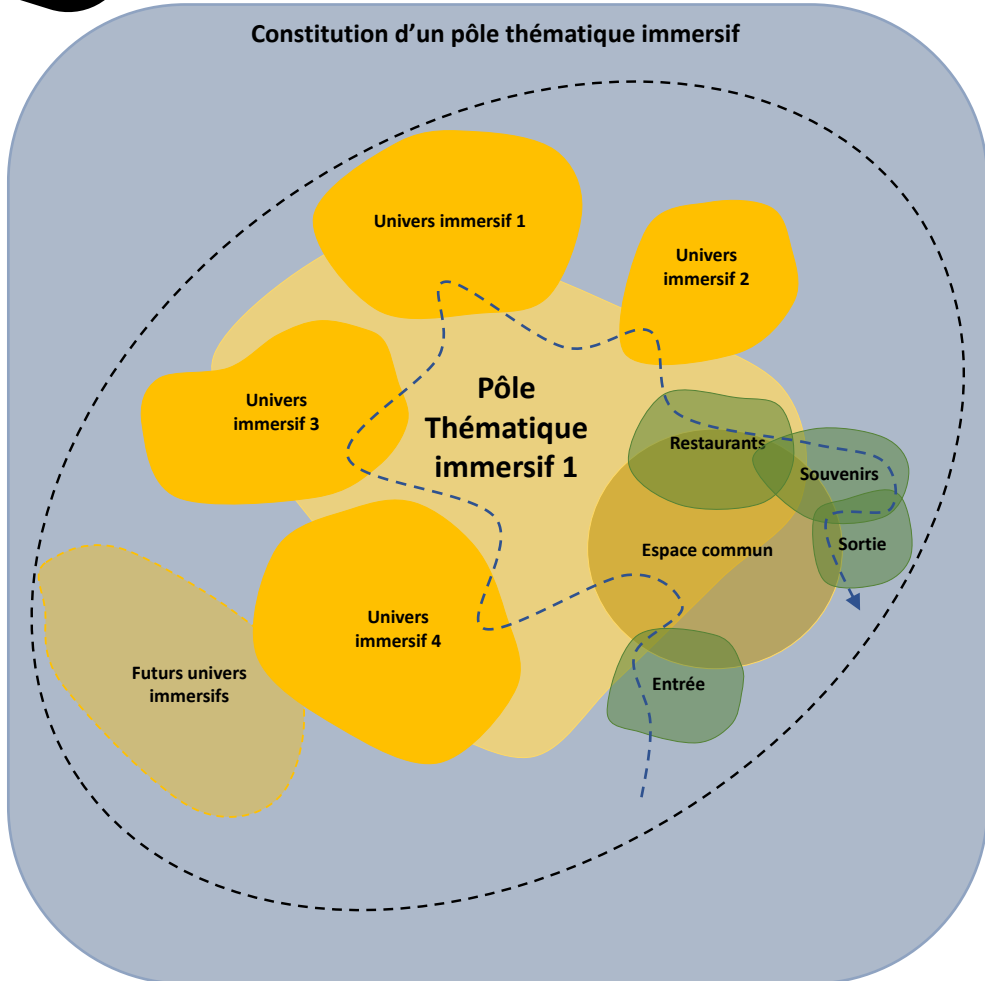 Constitution d’un pôle thématique immersif
Univers immersif 1
Univers
immersif 2
Univers
immersif 3
Pôle
Thématique
immersif 1
Restaurants
Souvenirs
Espace commun
Sortie
Univers
immersif 4
Futurs univers
immersifs
Entrée